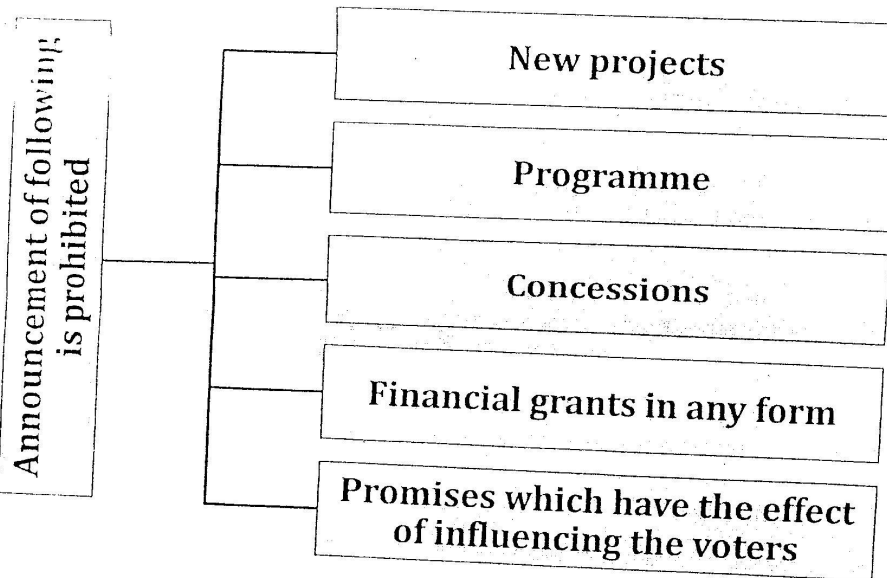 Announcement of following
is prohibited
New projects
Programme
Concessions
Financial grants in any form
Promises which have the effect
of influencing the voters